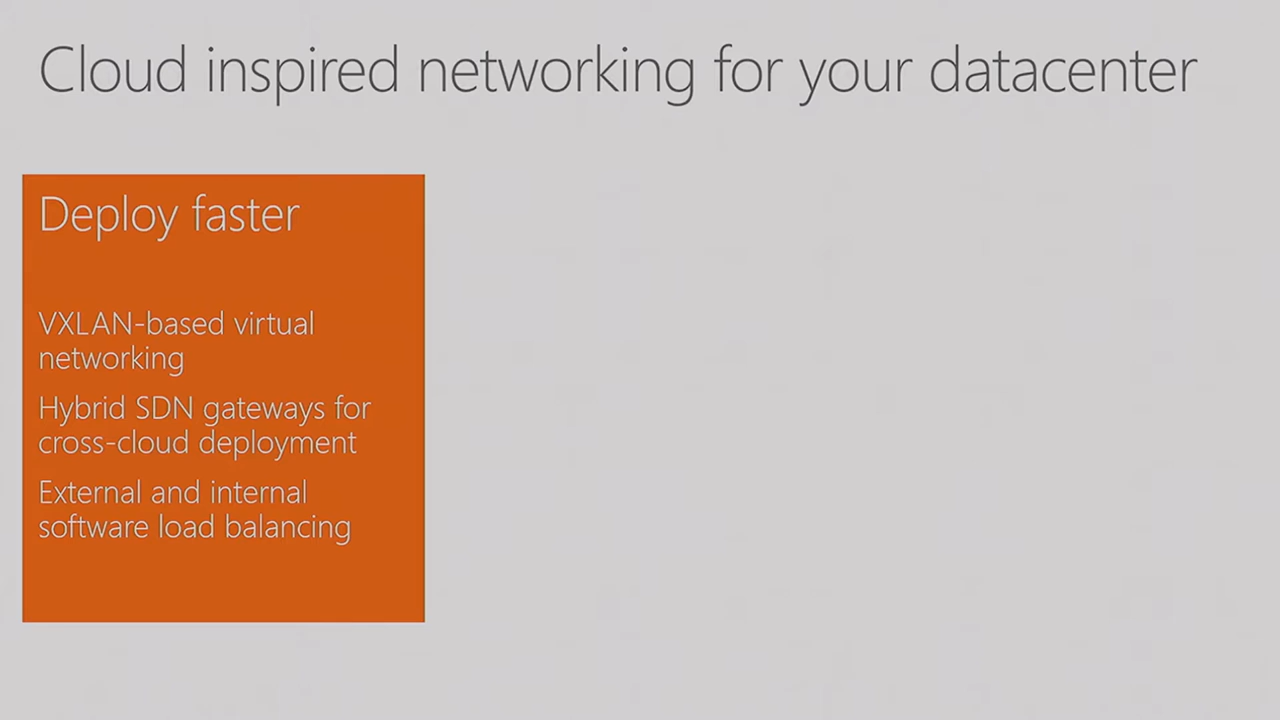 Cloud inspired networking for your datacenter
Deploy faster
VXLAN-based virtual
networking
Hybrid SDN gateways for
cross-cloud deployment
External and internal
software load balancing